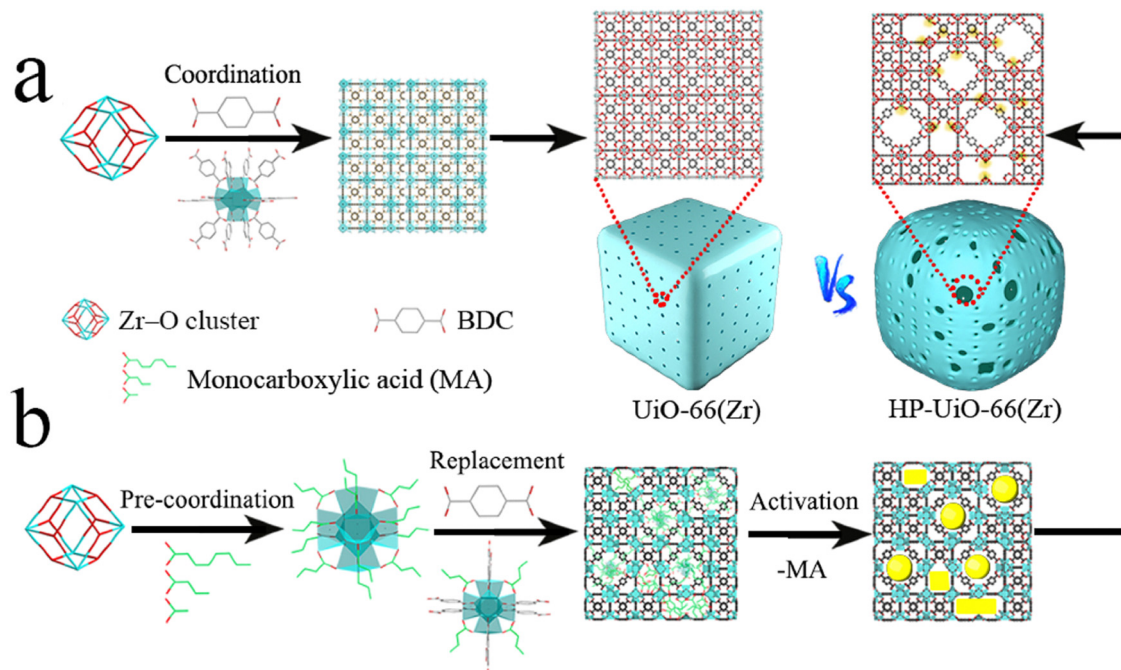 a
Coordination
Zr–O cluster
BDC
Monocarboxylic acid (MA)
UiO-66(Zr)
VS
HP-UiO-66(Zr)
b
Pre-coordination
Replacement
Activation
-MA